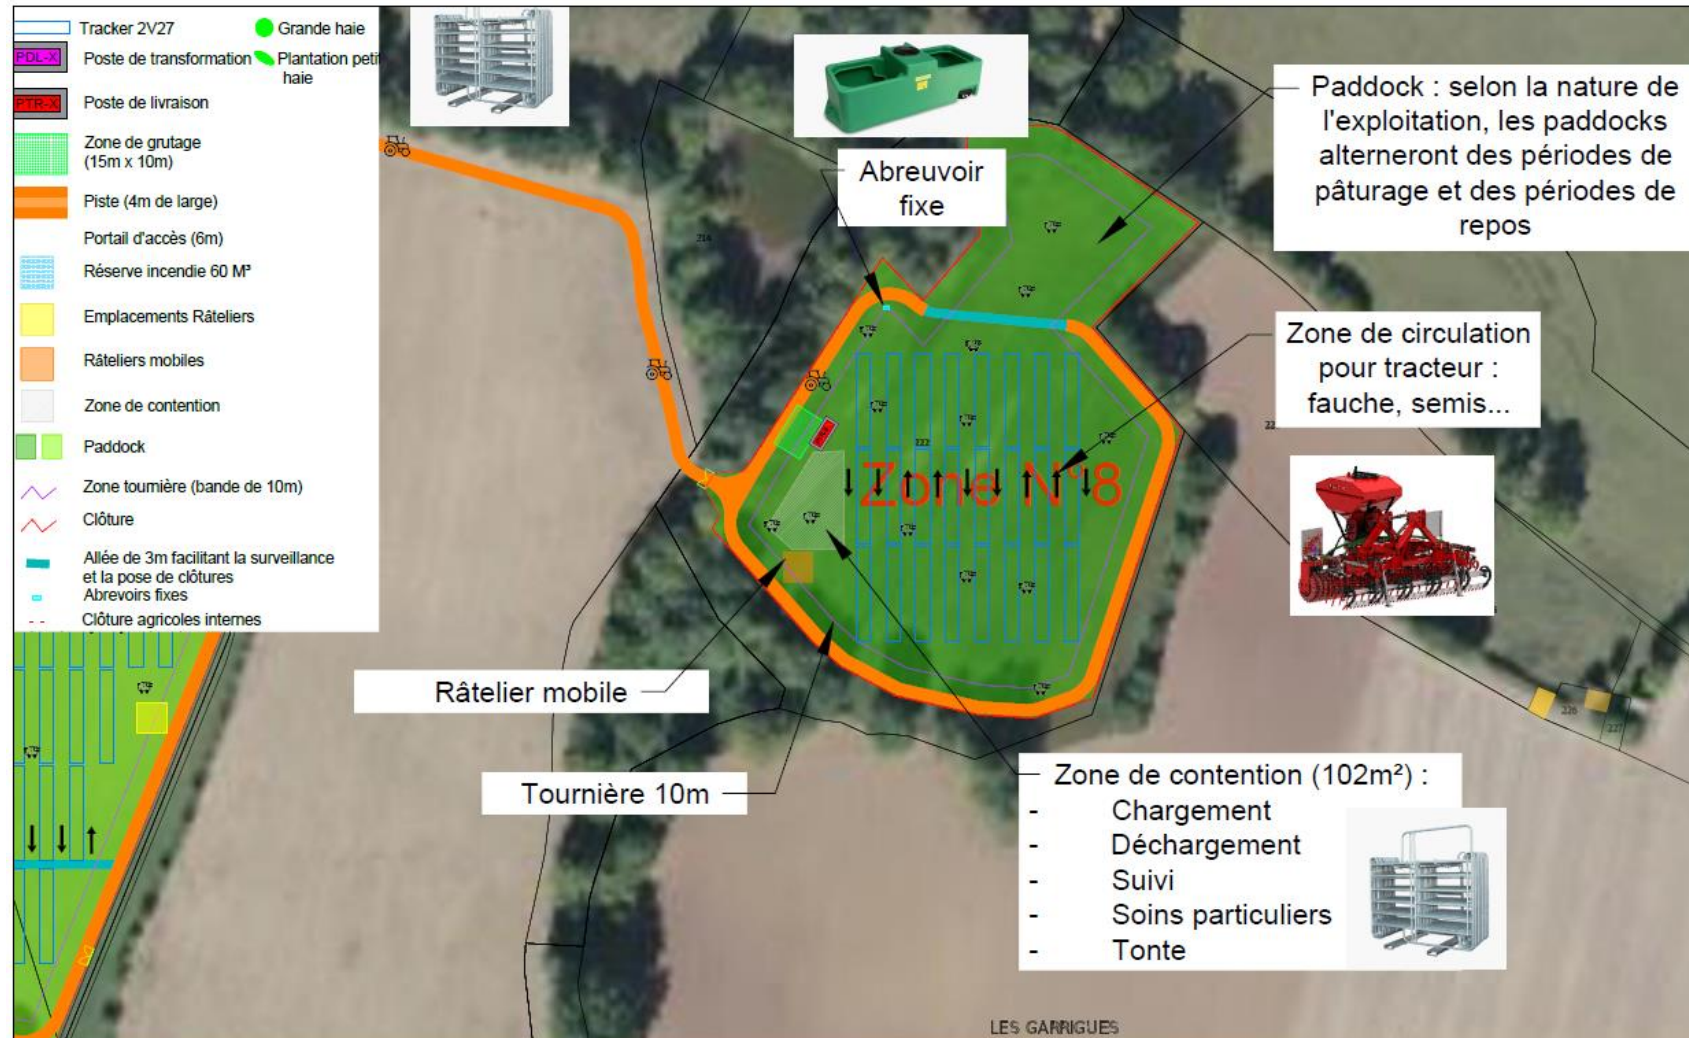 Tracker 2V27
Grande haie
PDL-X
Poste de transformation
Plantation petit
haie
PTR-X
Poste de livraison
Zone de grutage
(15m x 10m)
Piste (4m de large)
Portail d'accès (6m)
Réserve incendie 60 M³
Emplacements Râteliers
Râteliers mobiles
Zone de contention
Paddock
Zone tournière (bande de 10m)
Clôture
Allée de 3m facilitant la surveillance
et la pose de clôtures
Abrevoirs fixes
Clôture agricoles internes
Abreuvoir
fixe
Paddock : selon la nature de
l'exploitation, les paddocks
alterneront des périodes de
pâturage et des périodes de
repos
Zone de circulation
pour tracteur :
fauche, semis...
216
222
Zone N°8
Râtelier mobile
Tournière 10m
Zone de contention (102m²) :
- Chargement
- Déchargement
- Suivi
- Soins particuliers
- Tonte
226
227
LES GARRIGUES